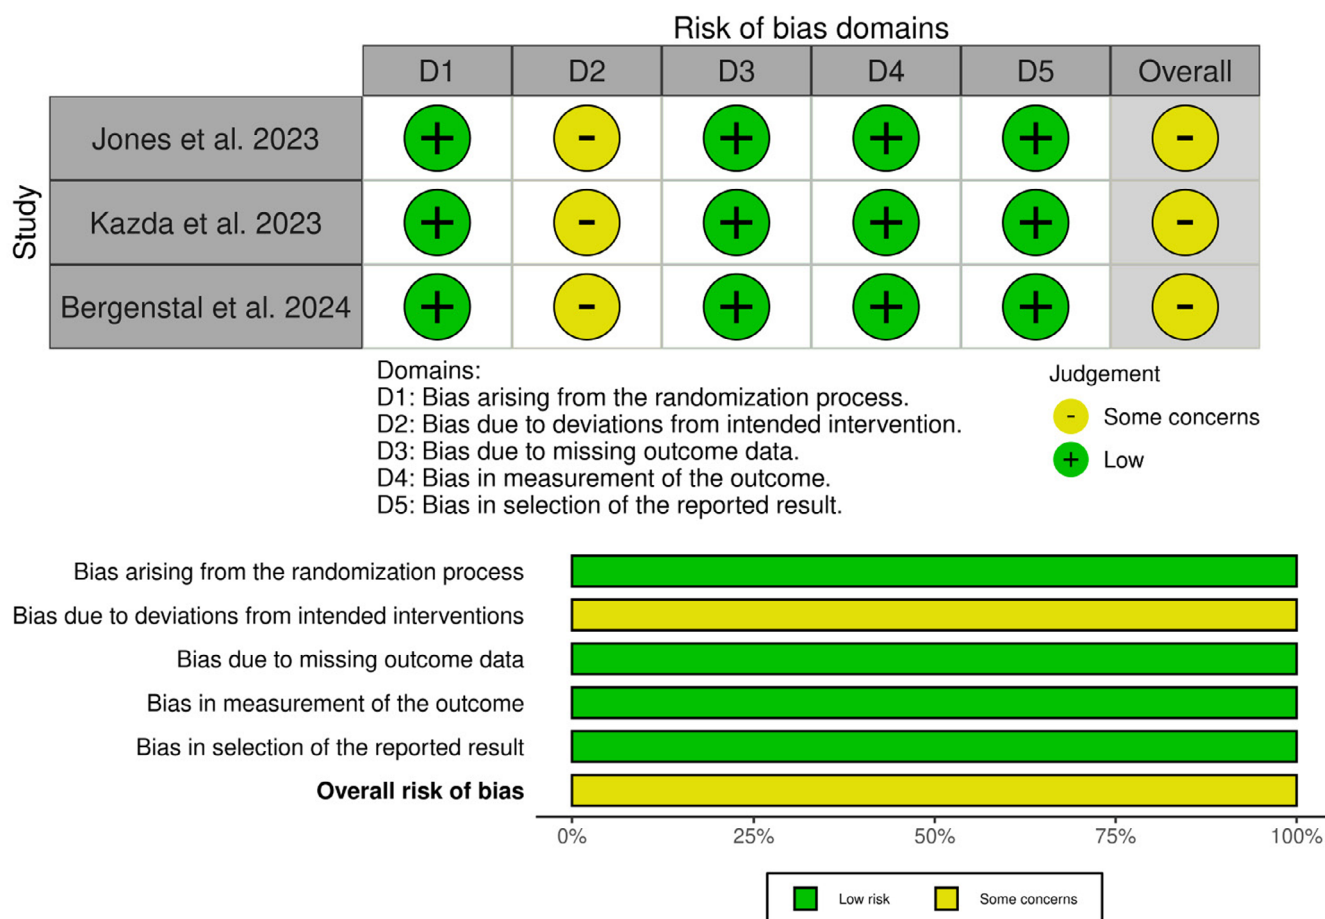 Risk of bias domains
D1 D2 D3 D4 D5 Overall
Study
Jones et al. 2023 + - + + + -
Kazda et al. 2023 + - + + + -
Bergenstal et al. 2024 + - + + + -
Domains:
D1: Bias arising from the randomization process.
D2: Bias due to deviations from intended intervention.
D3: Bias due to missing outcome data.
D4: Bias in measurement of the outcome.
D5: Bias in selection of the reported result.
Judgement
- Some concerns
+ Low
Bias arising from the randomization process
Bias due to deviations from intended interventions
Bias due to missing outcome data
Bias in measurement of the outcome
Bias in selection of the reported result
Overall risk of bias
0% 25% 50% 75% 100%
Low risk Some concerns